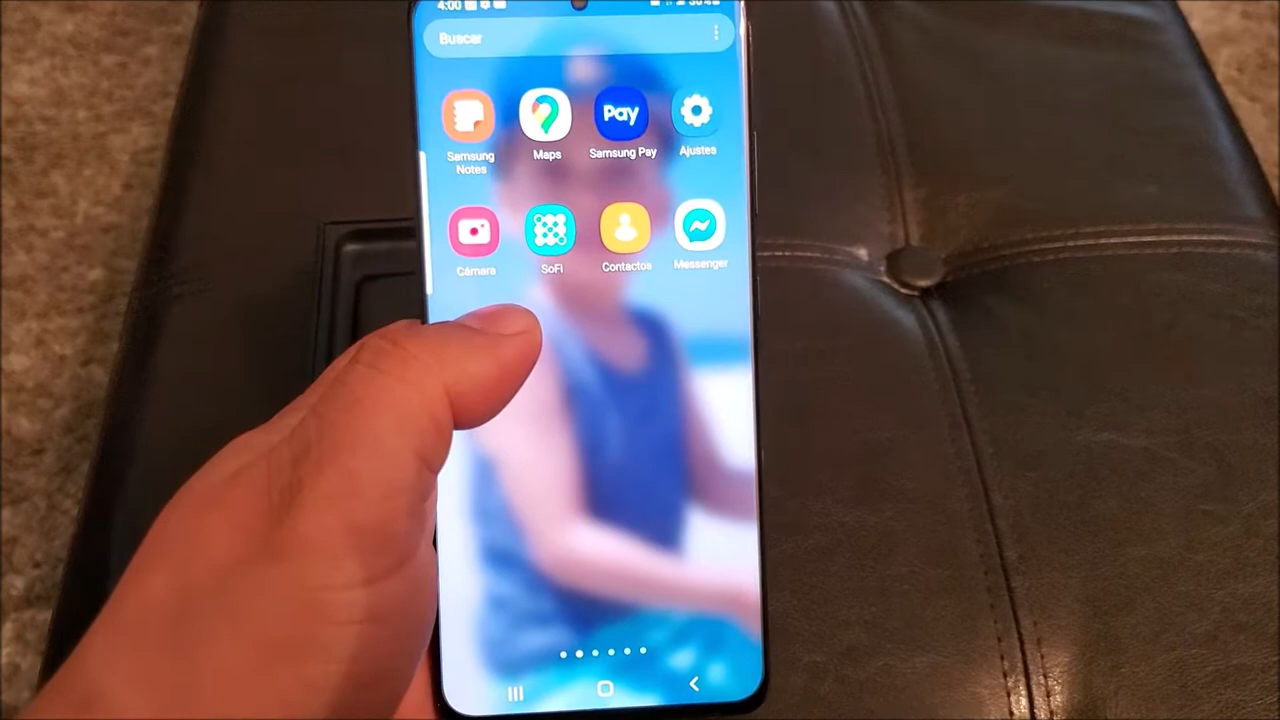 4:00
Buscar
Pay
Samsung Notes
Maps
Samsung Pay
Ajustes
Cámara
SoFi
Contactos
Messenger